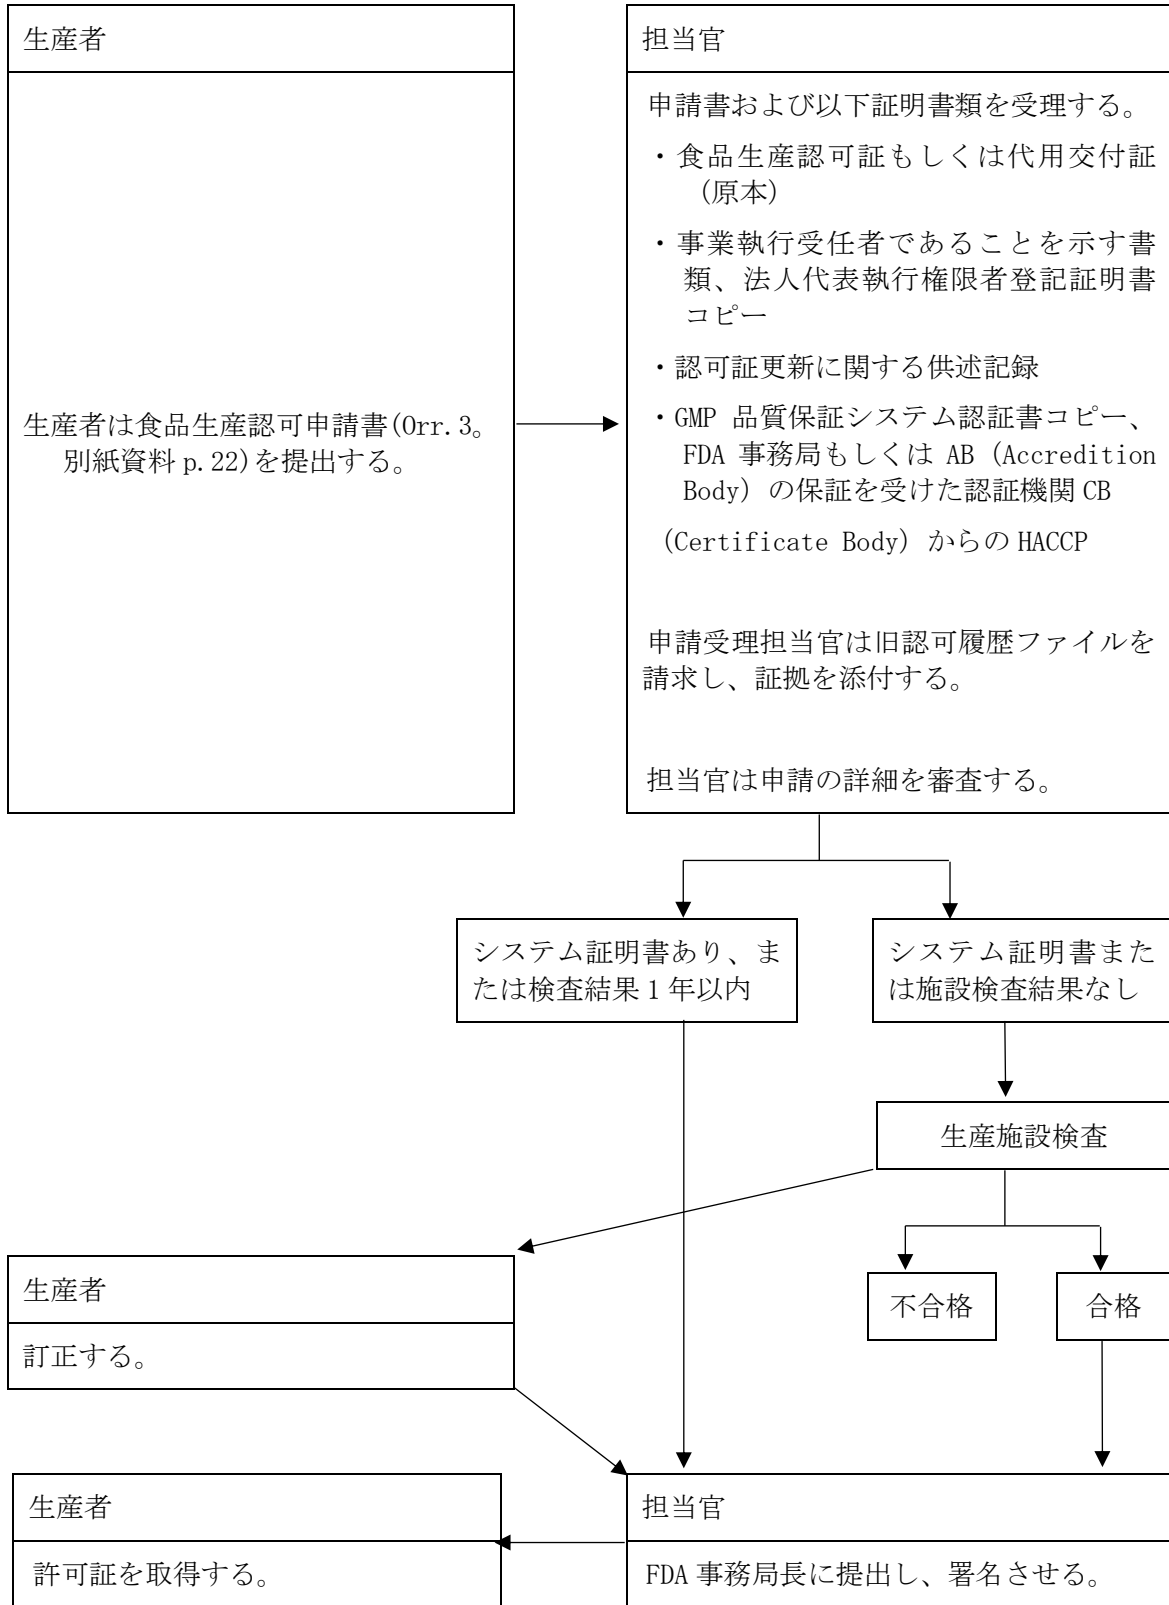 生産者
生産者は食品生産認可申請書(Orr.3。
別紙資料 p.22)を提出する。
担当官
申請書および以下証明書類を受理する。
・食品生産認可証もしくは代用交付証
（原本）
・事業執行受任者であることを示す書
類、法人代表執行権限者登記証明書
コピー
・認可証更新に関する供述記録
・GMP 品質保証システム認証書コピー、
FDA 事務局もしくは AB（Accredition
Body）の保証を受けた認証機関 CB
（Certificate Body）からの HACCP
申請受理担当官は旧認可履歴ファイルを
請求し、証拠を添付する。
担当官は申請の詳細を審査する。
システム証明書あり、ま
たは検査結果 1 年以内
システム証明書また
は施設検査結果なし
生産施設検査
不合格
合格
生産者
訂正する。
担当官
FDA 事務局長に提出し、署名させる。
生産者
許可証を取得する。